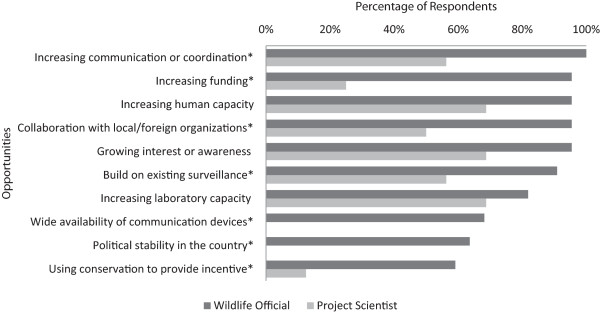 Percentage of Respondents
0% 20% 40% 60% 80% 100%
Opportunities
Increasing communication or coordination*
Increasing funding*
Increasing human capacity
Collaboration with local/foreign organizations*
Growing interest or awareness
Build on existing surveillance*
Increasing laboratory capacity
Wide availability of communication devices*
Political stability in the country*
Using conservation to provide incentive*
Wildlife Official Project Scientist